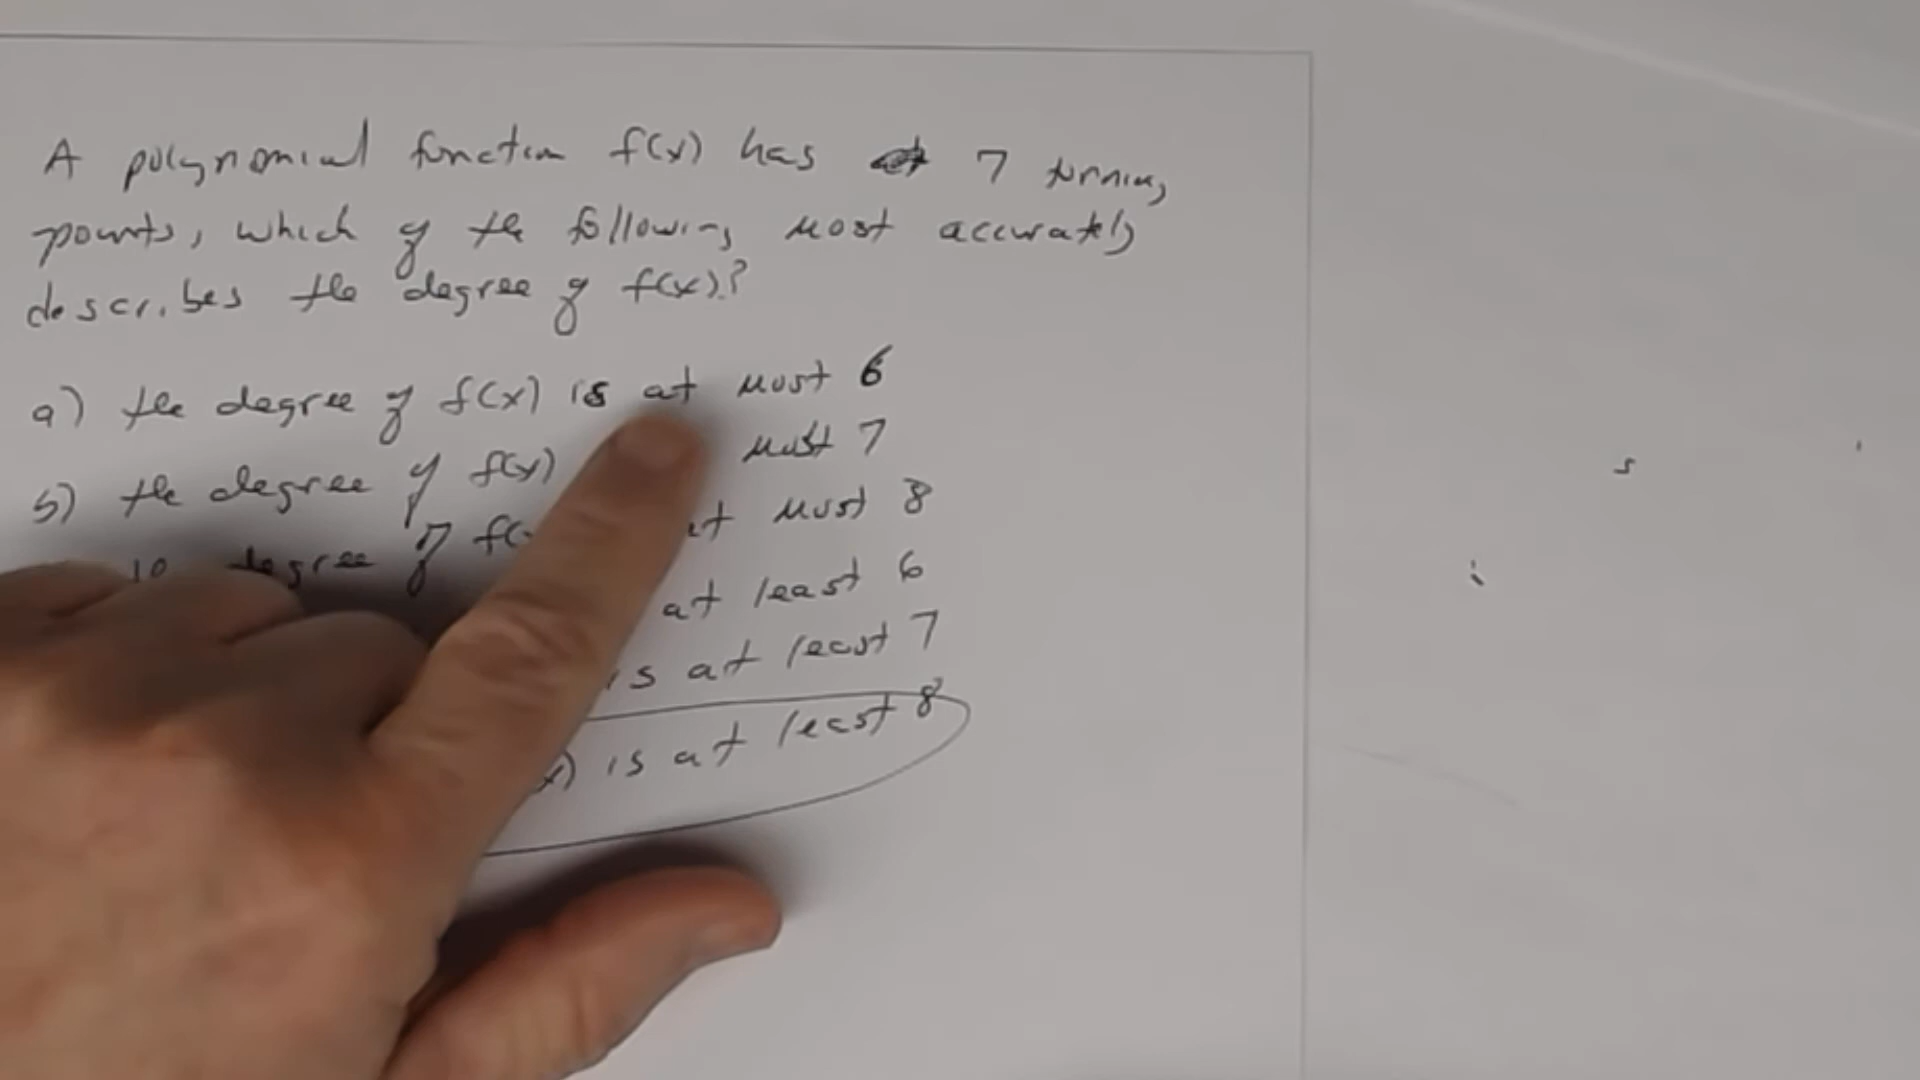 A polynomial function f(x) has 7 turning
points, which of the following most accurately
describes the degree of f(x)?
a) the degree of f(x) is at most 6
b) the degree of f(x) most 7
degree of f( at most 8
at least 6
is at least 7
x) is at least 8